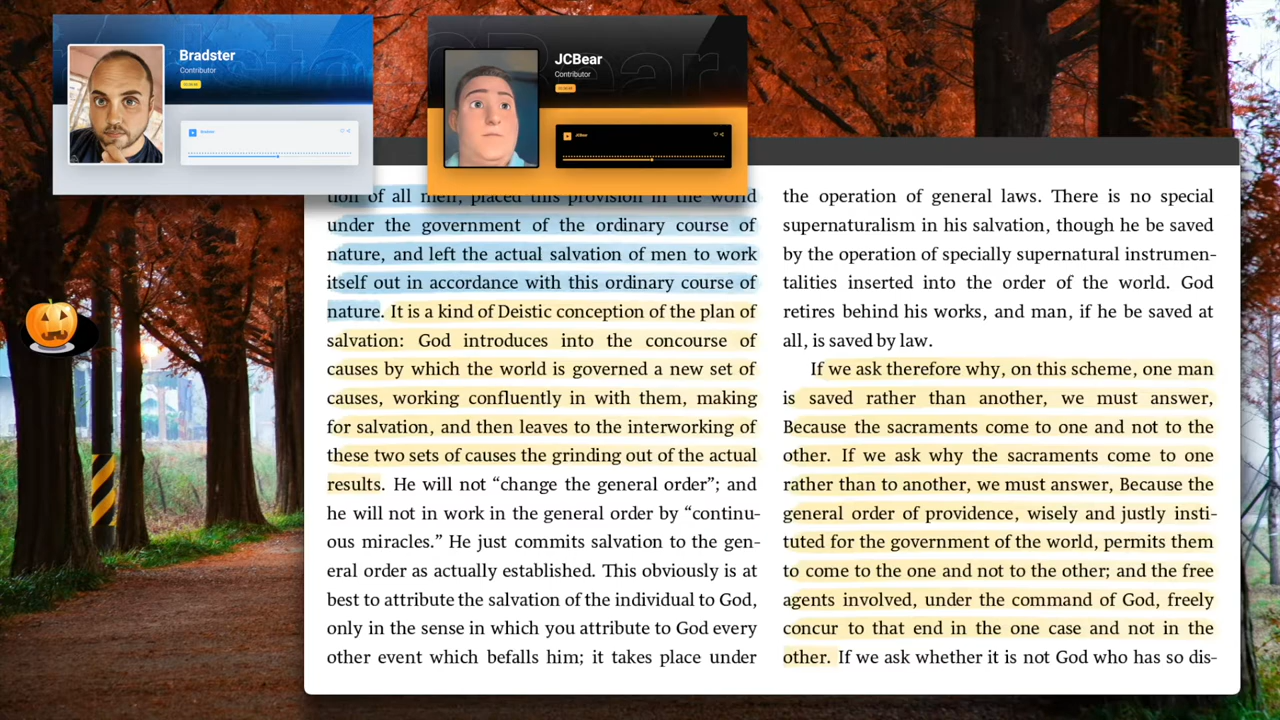 Bradster
Contributor
JCBear
Contributor
JCBear
tion of all men, placed this provision in the world
under the government of the ordinary course of
nature, and left the actual salvation of men to work
itself out in accordance with this ordinary course of
nature. It is a kind of Deistic conception of the plan of
salvation: God introduces into the concourse of
causes by which the world is governed a new set of
causes, working confluently in with them, making
for salvation, and then leaves to the interworking of
these two sets of causes the grinding out of the actual
results. He will not “change the general order”; and
he will not in work in the general order by “continu-
ous miracles.” He just commits salvation to the gen-
eral order as actually established. This obviously is at
best to attribute the salvation of the individual to God,
only in the sense in which you attribute to God every
other event which befalls him; it takes place under
the operation of general laws. There is no special
supernaturalism in his salvation, though he be saved
by the operation of specially supernatural instrumen-
talities inserted into the order of the world. God
retires behind his works, and man, if he be saved at
all, is saved by law.
If we ask therefore why, on this scheme, one man
is saved rather than another, we must answer,
Because the sacraments come to one and not to the
other. If we ask why the sacraments come to one
rather than to another, we must answer, Because the
general order of providence, wisely and justly insti-
tuted for the government of the world, permits them
to come to the one and not to the other; and the free
agents involved, under the command of God, freely
concur to that end in the one case and not in the
other. If we ask whether it is not God who has so dis-